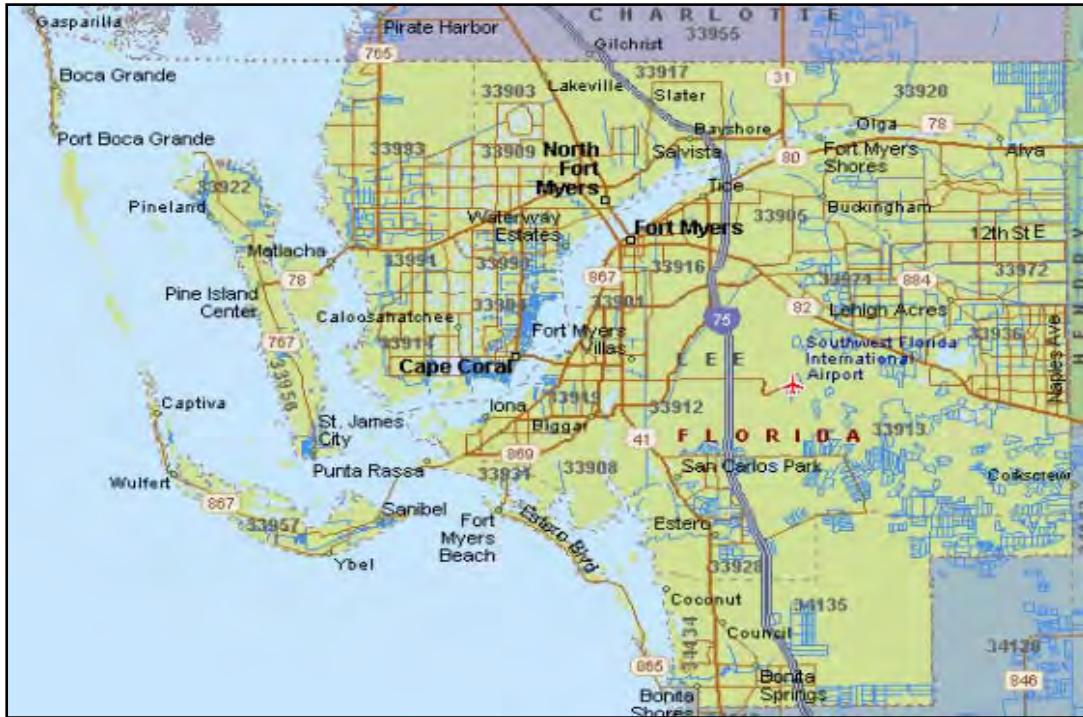 CHARLOTTE
Gasparilla
Pirate Harbor
33955
Gilchrist
765
33917
31
Boca Grande
Lakeville
33903
Slater
33920
Port Boca Grande
Bayshore
Olga
78
33993
33909
North
Fort
Myers
Salvista
80
Fort Myers
Shores
Alva
33922
Tice
Pineland
Waterway
Estates
Fort Myers
33905
Buckingham
12th St E
Matlacha
33991
33990
867
33916
33971
884
33972
HENDRY
78
Pine Island
Center
33904
33901
82
Lehigh Acres
Caloosahatchee
Fort Myers
Villas
75
33936
767
33914
LEE
Southwest Florida
International
Airport
Naples Ave
Cape Coral
33956
Captiva
Iona
33919
33912
St. James
City
Biggar
41
FLORIDA
33913
Punta Rassa
869
33931
33908
San Carlos Park
Corkscrew
Wulfert
867
33957
Sanibel
Fort
Myers
Beach
Estero Blvd
Estero
Ybel
33928
Coconut
34135
Council
34134
34120
865
Bonita
Springs
846
Bonita
Shores